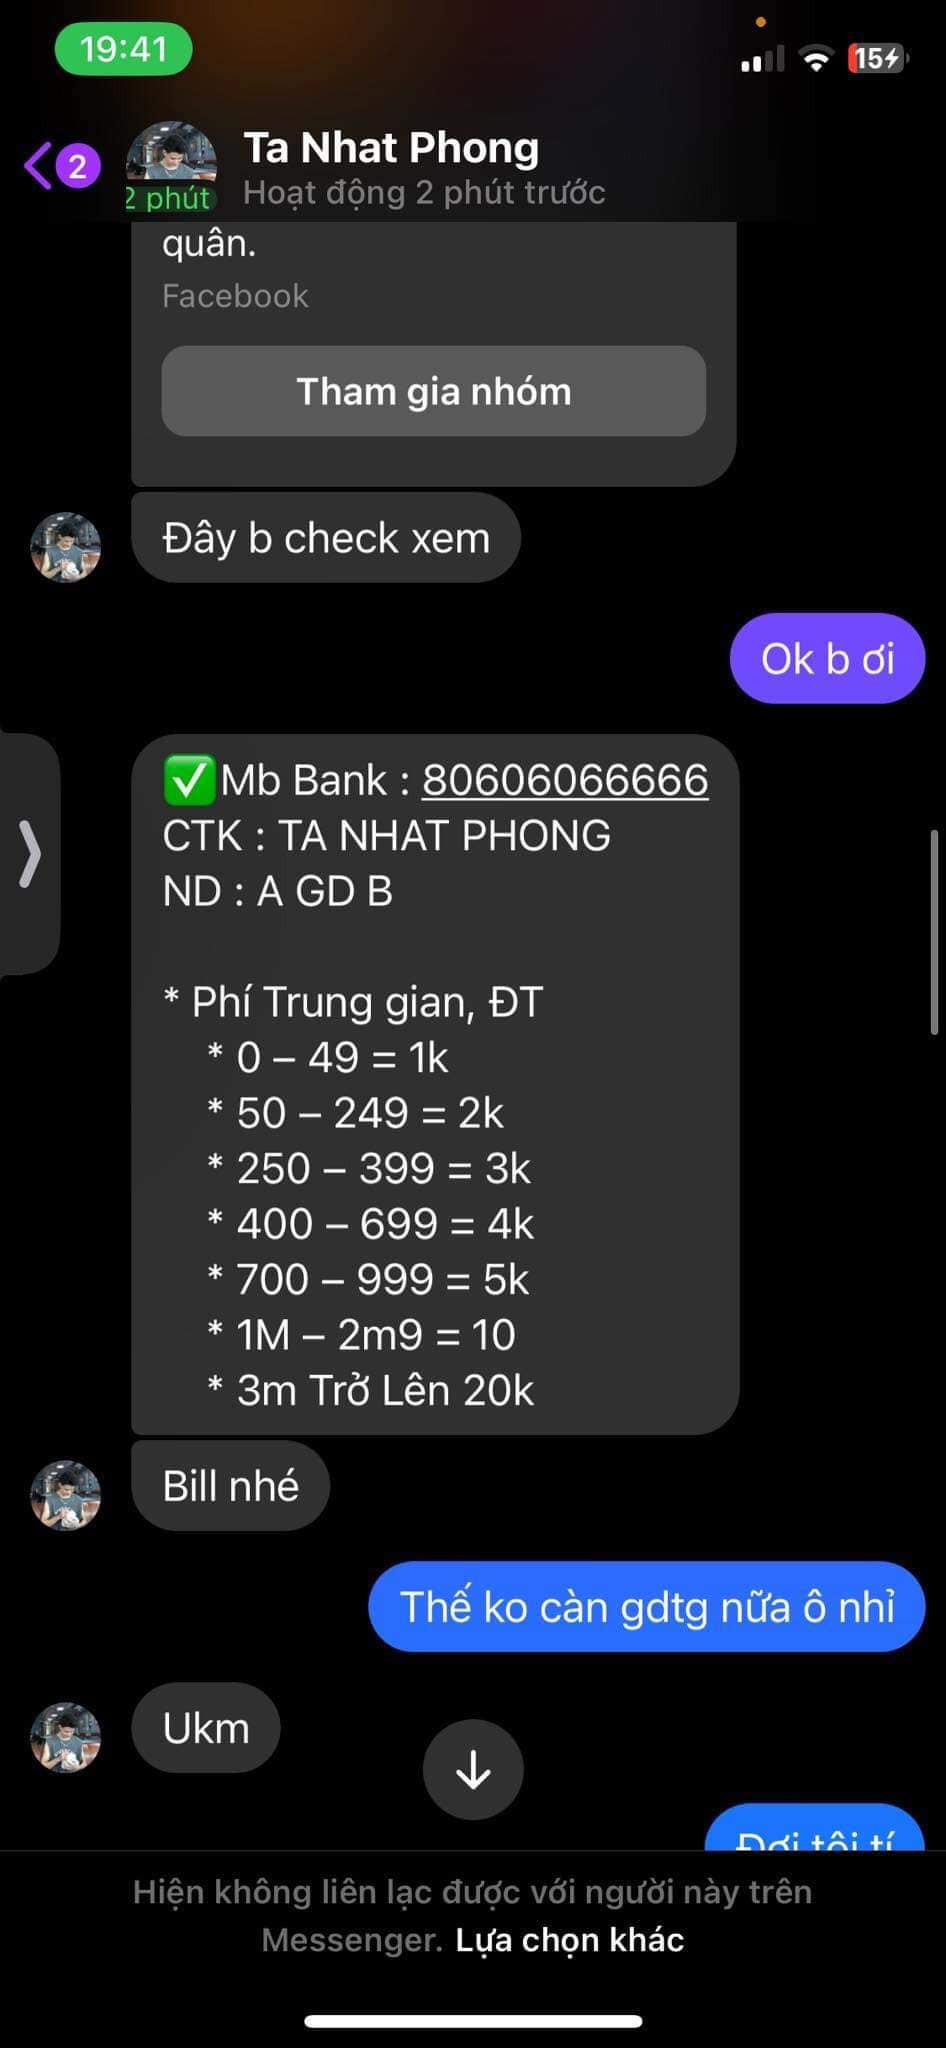 19:41
15
2
Ta Nhat Phong
2 phút
Hoạt động 2 phút trước
quân.
Facebook
Tham gia nhóm
Đây b check xem
Ok b ơi
✅Mb Bank : 80606066666
CTK : TA NHAT PHONG
ND : A GD B
* Phí Trung gian, ĐT
* 0 – 49 = 1k
* 50 – 249 = 2k
* 250 – 399 = 3k
* 400 – 699 = 4k
* 700 – 999 = 5k
* 1M – 2m9 = 10
* 3m Trở Lên 20k
Bill nhé
Thế ko càn gdtg nữa ô nhỉ
Ukm
Đợi tôi tí
Hiện không liên lạc được với người này trên
Messenger. Lựa chọn khác